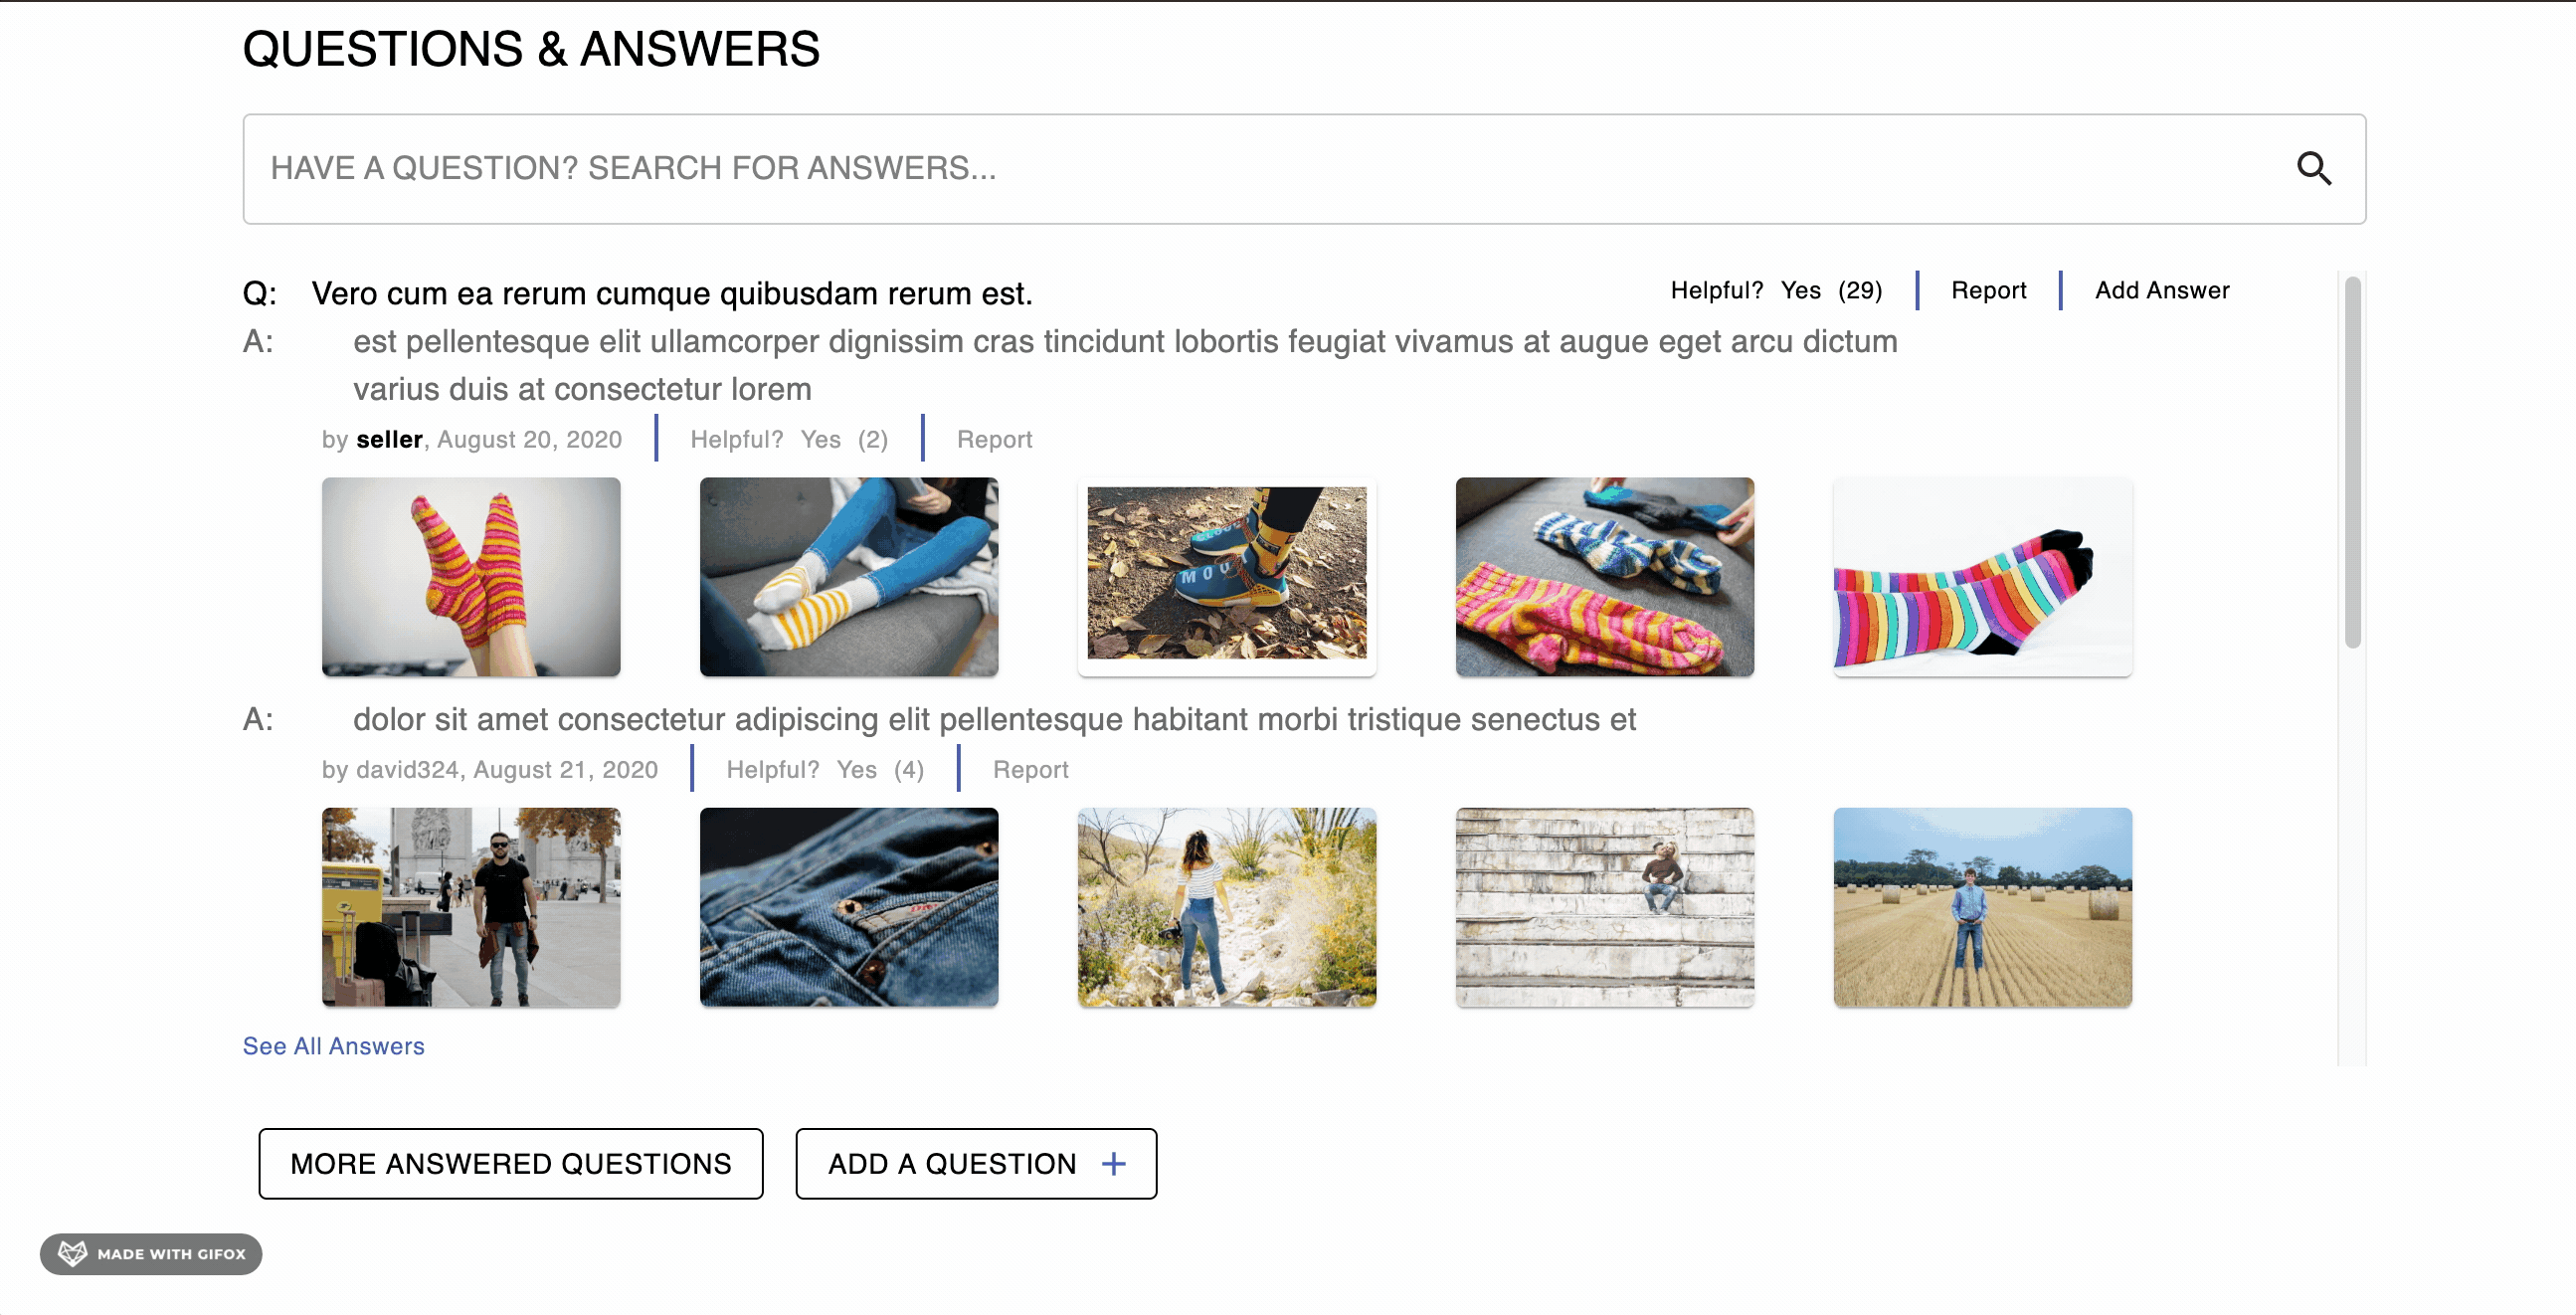 QUESTIONS & ANSWERS
HAVE A QUESTION? SEARCH FOR ANSWERS...
Q: Vero cum ea rerum cumque quibusdam rerum est. Helpful? Yes (29) Report Add Answer
A: est pellentesque elit ullamcorper dignissim cras tincidunt lobortis feugiat vivamus at augue eget arcu dictum
varius duis at consectetur lorem
by seller, August 20, 2020 Helpful? Yes (2) Report
MOU
A: dolor sit amet consectetur adipiscing elit pellentesque habitant morbi tristique senectus et
by david324, August 21, 2020 Helpful? Yes (4) Report
See All Answers
MORE ANSWERED QUESTIONS ADD A QUESTION +
MADE WITH GIFOX